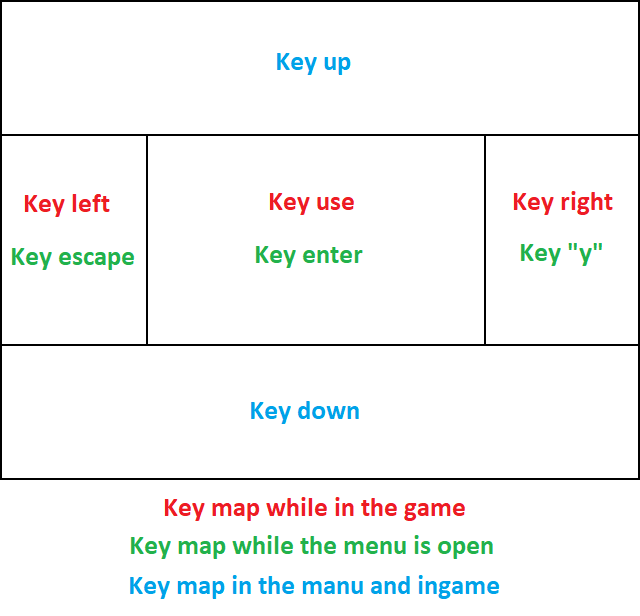 Key up
Key left
Key use
Key right
Key escape
Key enter
Key "y"
Key down
Key map while in the game
Key map while the menu is open
Key map in the manu and ingame